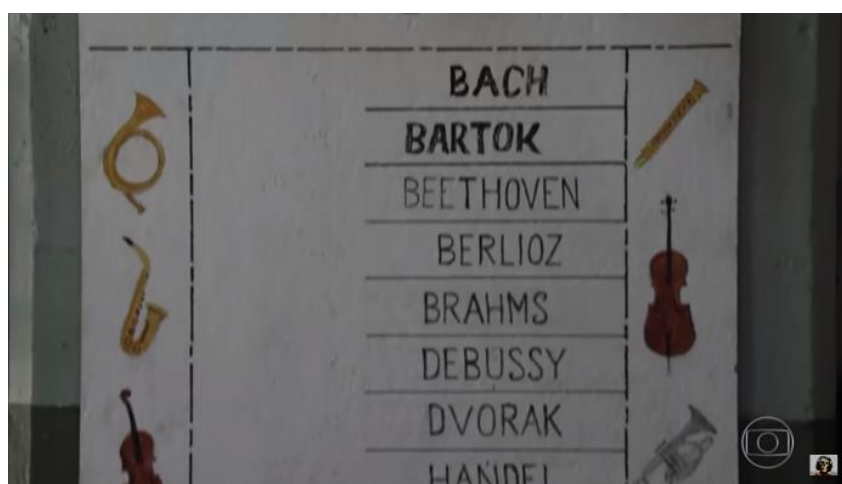 BACH
BARTOK
BEETHOVEN
BERLIOZ
BRAHMS
DEBUSSY
DVORAK
HANDEL